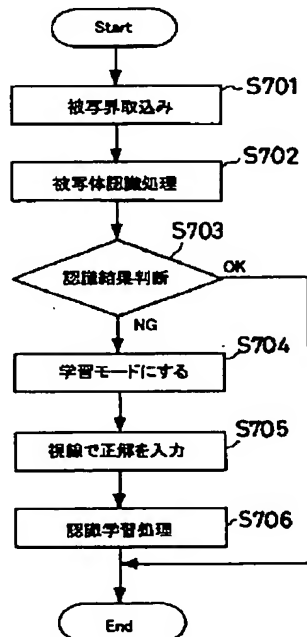 Start
S701
被写界取込み
S702
被写体認識処理
S703
認識結果判断
OK
NG
S704
学習モードにする
S705
視線で正解を入力
S706
認識学習処理
End